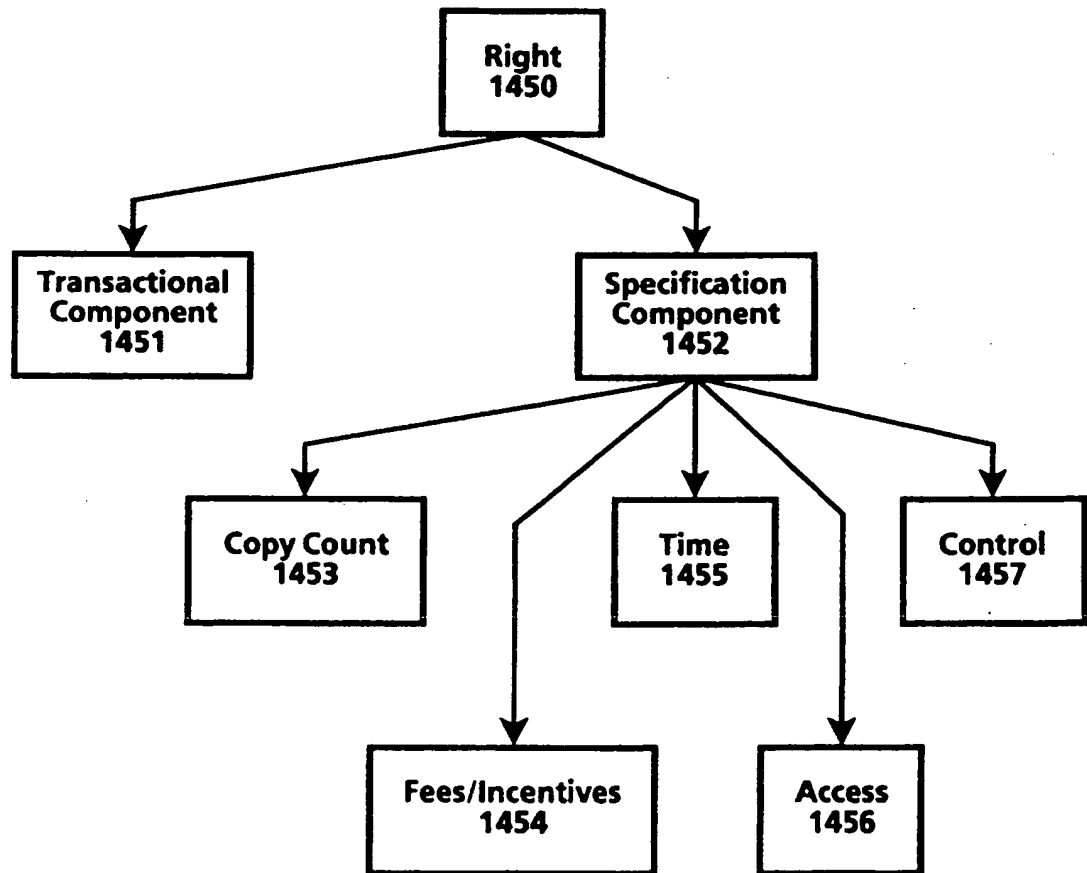 Right
1450
Transactional
Component
1451
Specification
Component
1452
Copy Count
1453
Time
1455
Control
1457
Fees/Incentives
1454
Access
1456